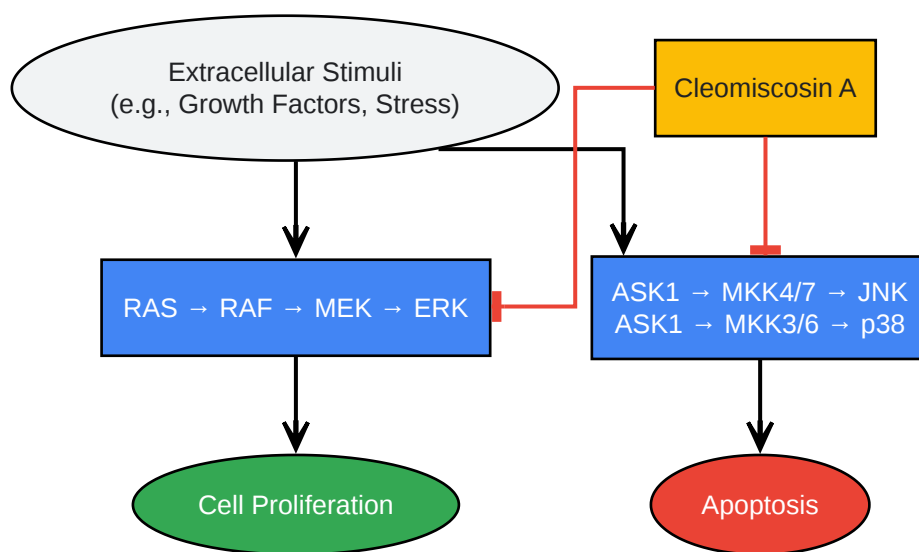 Extracellular Stimuli
(e.g., Growth Factors, Stress)
Cleomiscosin A
RAS → RAF → MEK → ERK
ASK1 → MKK4/7 → JNK
ASK1 → MKK3/6 → p38
Cell Proliferation
Apoptosis